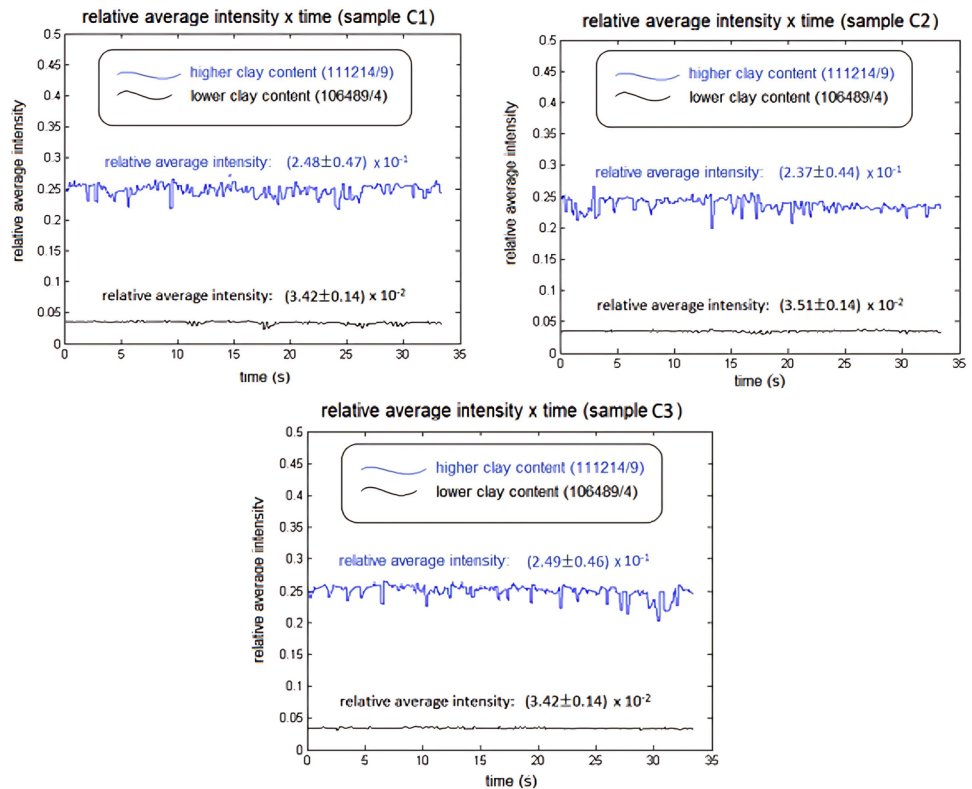 relative average intensity x time (sample C1)
relative average intensity
0.5
0.45
0.4
0.35
0.3
0.25
0.2
0.15
0.1
0.05
0
higher clay content (111214/9)
lower clay content (106489/4)
relative average intensity: (2.48±0.47) x 10⁻¹
relative average intensity: (3.42±0.14) x 10⁻²
0 5 10 15 20 25 30 35
time (s)
relative average intensity x time (sample C2)
relative average intensity
0.5
0.45
0.4
0.35
0.3
0.25
0.2
0.15
0.1
0.05
0
higher clay content (111214/9)
lower clay content (106489/4)
relative average intensity: (2.37±0.44) x 10⁻¹
relative average intensity: (3.51±0.14) x 10⁻²
0 5 10 15 20 25 30 35
time (s)
relative average intensity x time (sample C3)
relative average intensity
0.5
0.45
0.4
0.35
0.3
0.25
0.2
0.15
0.1
0.05
0
higher clay content (111214/9)
lower clay content (106489/4)
relative average intensity: (2.49±0.46) x 10⁻¹
relative average intensity: (3.42±0.14) x 10⁻²
0 5 10 15 20 25 30 35
time (s)